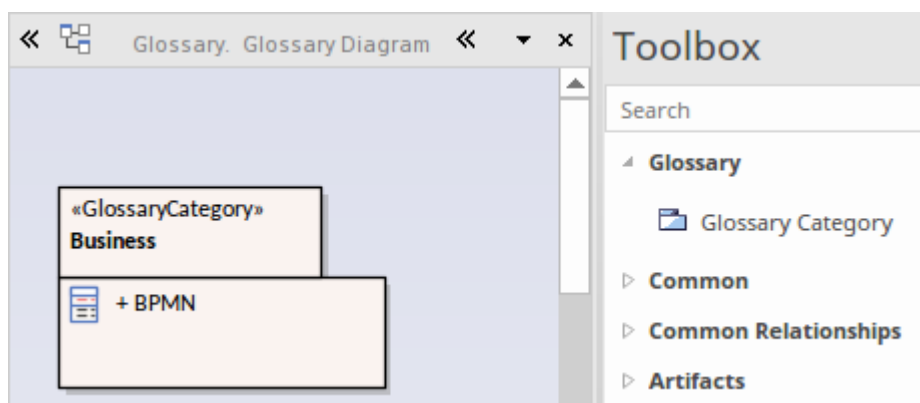 Glossary. Glossary Diagram
«GlossaryCategory»
Business
+ BPMN
Toolbox
Search
Glossary
Glossary Category
Common
Common Relationships
Artifacts